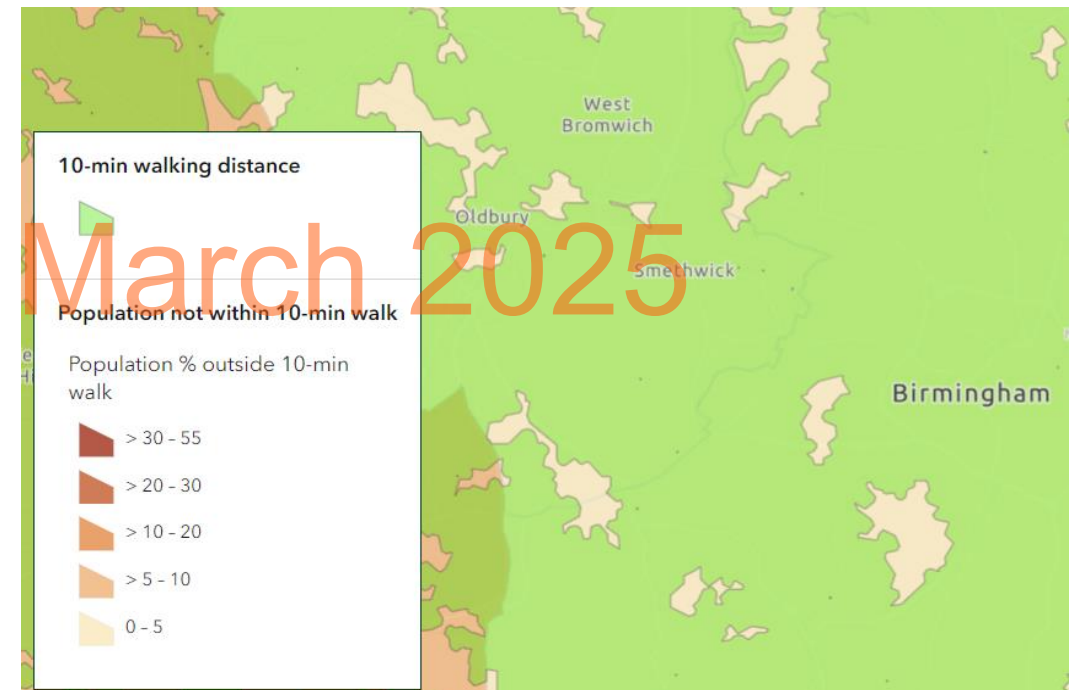 West
Bromwich
10-min walking distance
Oldbury
March 2025
Smethwick
Population not within 10-min walk
Population % outside 10-min
walk
Birmingham
> 30 - 55
> 20 - 30
> 10 - 20
> 5 - 10
0 - 5